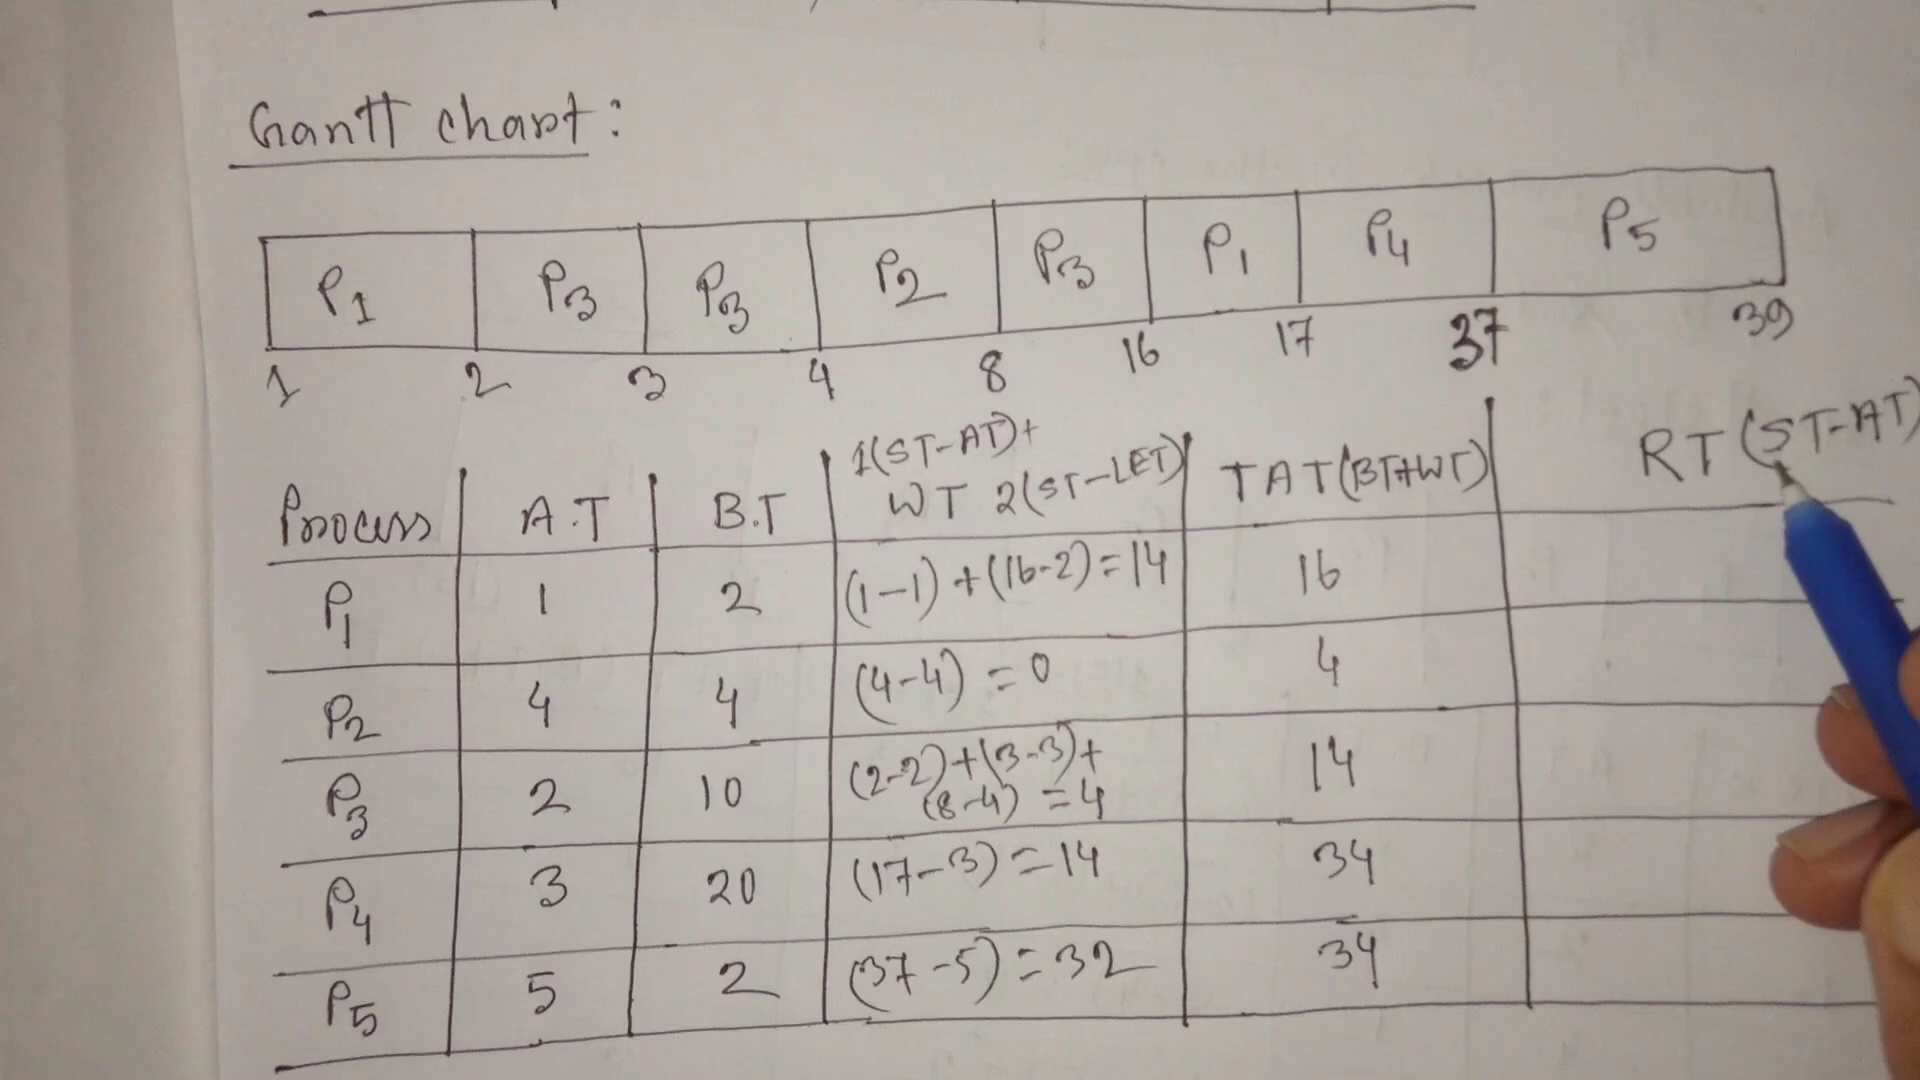 Gantt chart:
P1 P3 P3 P2 P3 P1 P4 P5
1 2 3 4 8 16 17 37 39
1(ST-AT)+
Process A.T B.T WT 2(ST-LET) TAT(BT+WT) RT(ST-AT)
P1 1 2 (1-1)+(16-2)=14 16
P2 4 4 (4-4)=0 4
P3 2 10 (2-2)+(3-3)+ 14
(8-4)=4
P4 3 20 (17-3)=14 34
P5 5 2 (37-5)=32 34